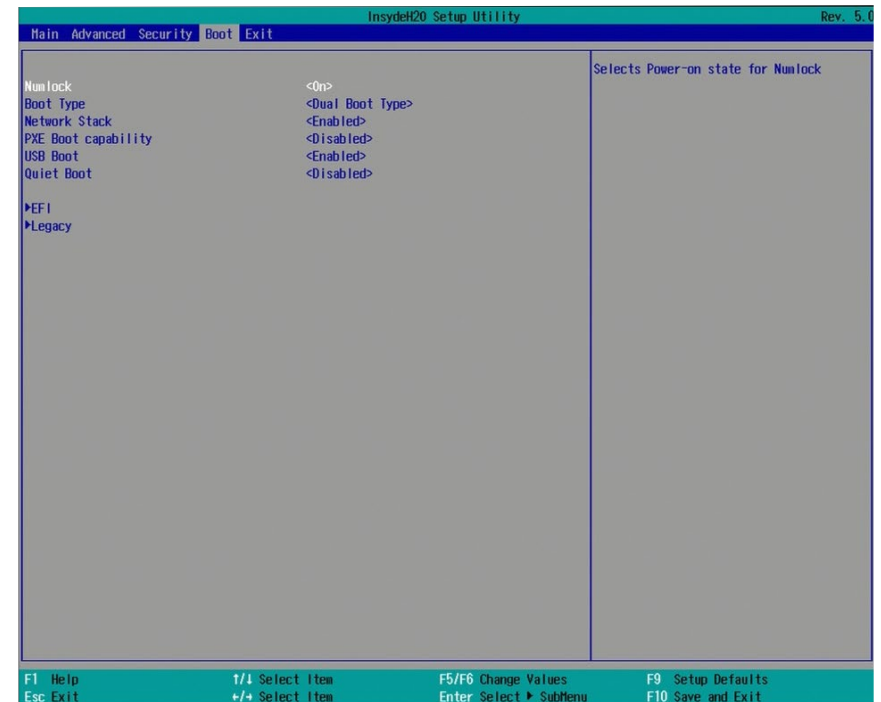 InsydeH20 Setup Utility Rev. 5.0
Main Advanced Security Boot Exit
Selects Power-on state for Numlock
Numlock <On>
Boot Type <Dual Boot Type>
Network Stack <Enabled>
PXE Boot capability <Disabled>
USB Boot <Enabled>
Quiet Boot <Disabled>
▶EFI
▶Legacy
F1 Help ↑/↓ Select Item F5/F6 Change Values F9 Setup Defaults
Esc Exit ←/→ Select Item Enter Select ▶ SubMenu F10 Save and Exit